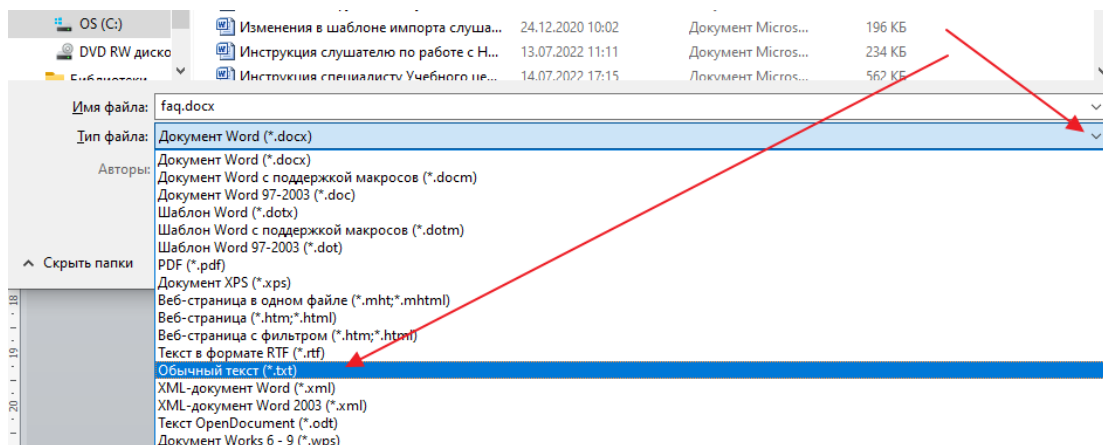 OS (C:)
Изменения в шаблоне импорта слуша... 24.12.2020 10:02 Документ Micros... 196 КБ
DVD RW диско Инструкция слушателю по работе с Н... 13.07.2022 11:11 Документ Micros... 234 КБ
Библиотеки Инструкция специалисту Учебного це... 14.07.2022 17:15 Документ Micros... 562 КБ
Имя файла: faq.docx
Тип файла: Документ Word (*.docx)
Авторы:
Документ Word (*.docx)
Документ Word с поддержкой макросов (*.docm)
Документ Word 97-2003 (*.doc)
Шаблон Word (*.dotx)
Шаблон Word с поддержкой макросов (*.dotm)
Шаблон Word 97-2003 (*.dot)
Скрыть папки
PDF (*.pdf)
Документ XPS (*.xps)
Веб-страница в одном файле (*.mht;*.mhtml)
Веб-страница (*.htm;*.html)
Веб-страница с фильтром (*.htm;*.html)
Текст в формате RTF (*.rtf)
Обычный текст (*.txt)
XML-документ Word (*.xml)
XML-документ Word 2003 (*.xml)
Текст OpenDocument (*.odt)
Документ Works 6 - 9 (*.wps)
18
19
20